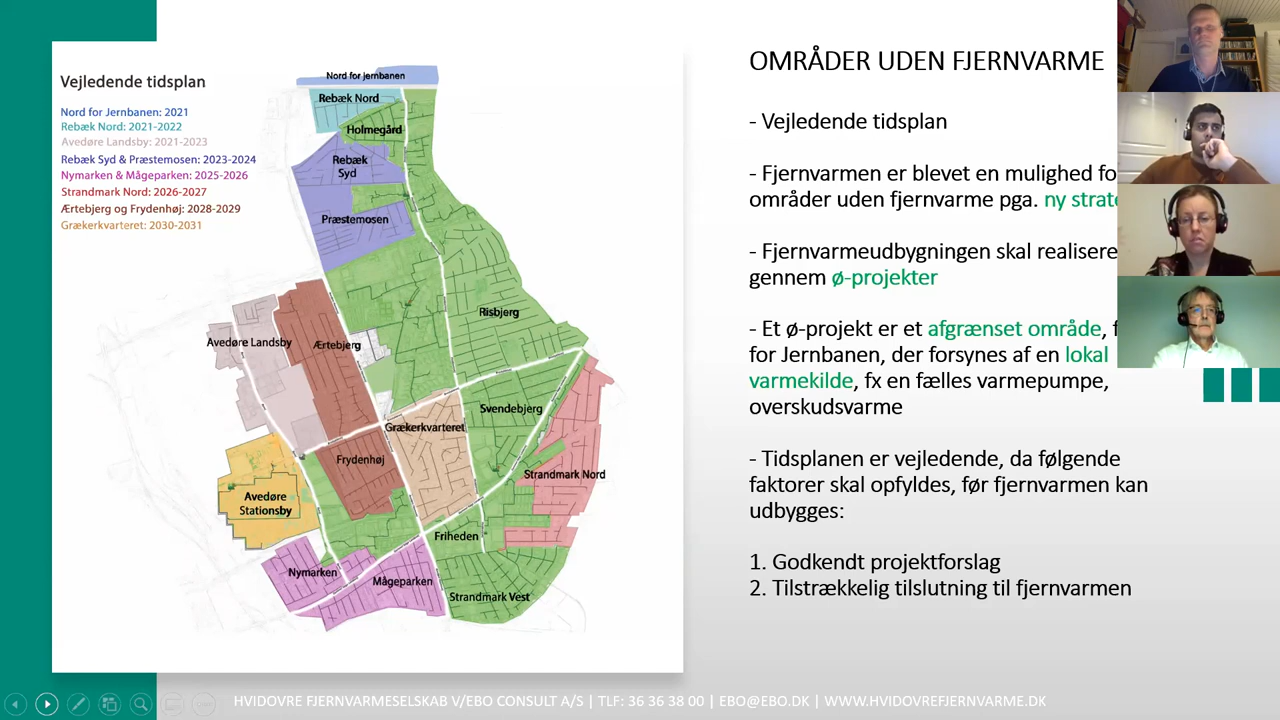 Vejledende tidsplan
Nord for Jernbanen: 2021
Rebæk Nord: 2021-2022
Avedøre Landsby: 2021-2023
Rebæk Syd & Præstemosen: 2023-2024
Nymarken & Mågeparken: 2025-2026
Strandmark Nord: 2026-2027
Ærtebjerg og Frydenhøj: 2028-2029
Grækerkvarteret: 2030-2031
Nord for jernbanen
Rebæk Nord
Holmegård
Rebæk
Syd
Præstemosen
Risbjerg
Avedøre Landsby
Ærtebjerg
Svendebjerg
Grækerkvarteret
Frydenhøj
Strandmark Nord
Avedøre
Stationsby
Friheden
Nymarken
Mågeparken
Strandmark Vest
OMRÅDER UDEN FJERNVARME
- Vejledende tidsplan
- Fjernvarmen er blevet en mulighed fo
områder uden fjernvarme pga. ny strate
- Fjernvarmeudbygningen skal realisere
gennem ø-projekter
- Et ø-projekt er et afgrænset område, f
for Jernbanen, der forsynes af en lokal
varmekilde, fx en fælles varmepumpe,
overskudsvarme
- Tidsplanen er vejledende, da følgende
faktorer skal opfyldes, før fjernvarmen kan
udbygges:
1. Godkendt projektforslag
2. Tilstrækkelig tilslutning til fjernvarmen
HVIDOVRE FJERNVARMESELSKAB V/EBO CONSULT A/S | TLF: 36 36 38 00 | EBO@EBO.DK | WWW.HVIDOVREFJERNVARME.DK